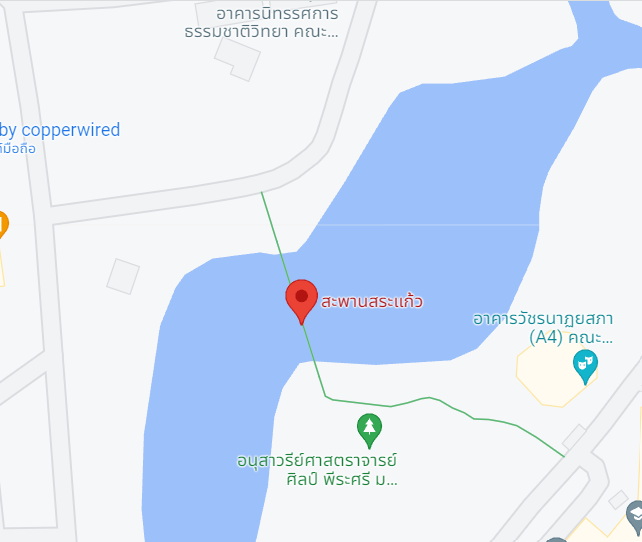 อาคารนิทรรศการ
ธรรมชาติวิทยา คณะ...
by copperwired
สะพานสระแก้ว
อาคารวัชรนาฏยสภา
(A4) คณะ...
อนุสาวรีย์ศาสตราจารย์
ศิลป์ พีระศรี ม...